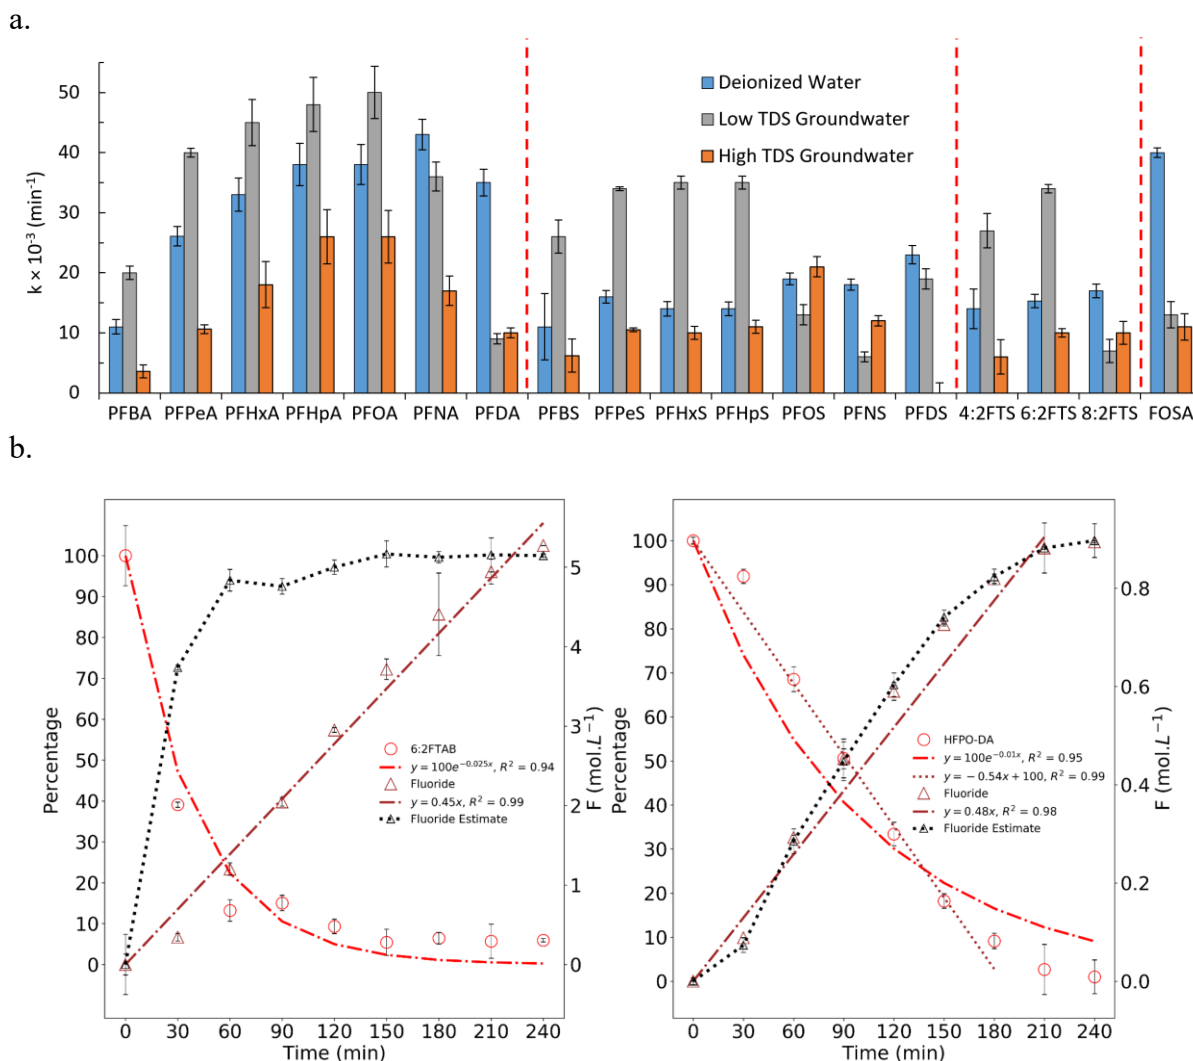 a.
k × 10⁻³ (min⁻¹)
50
40
30
20
10
0
Deionized Water
Low TDS Groundwater
High TDS Groundwater
PFBA PFPeA PFHxA PFHpA PFOA PFNA PFDA PFBS PFPeS PFHxS PFHpS PFOS PFNS PFDS 4:2FTS 6:2FTS 8:2FTS FOSA
b.
Percentage
100
90
80
70
60
50
40
30
20
10
0
6:2FTAB
y = 100e^{-0.025x}, R² = 0.94
Fluoride
y = 0.45x, R² = 0.99
Fluoride Estimate
5
4
3
2
1
0
F (mol.L⁻¹)
0 30 60 90 120 150 180 210 240
Time (min)
Percentage
100
90
80
70
60
50
40
30
20
10
0
HFPO-DA
y = 100e^{-0.01x}, R² = 0.95
y = − 0.54x + 100, R² = 0.99
Fluoride
y = 0.48x, R² = 0.98
Fluoride Estimate
0.8
0.6
0.4
0.2
0.0
F (mol.L⁻¹)
0 30 60 90 120 150 180 210 240
Time (min)